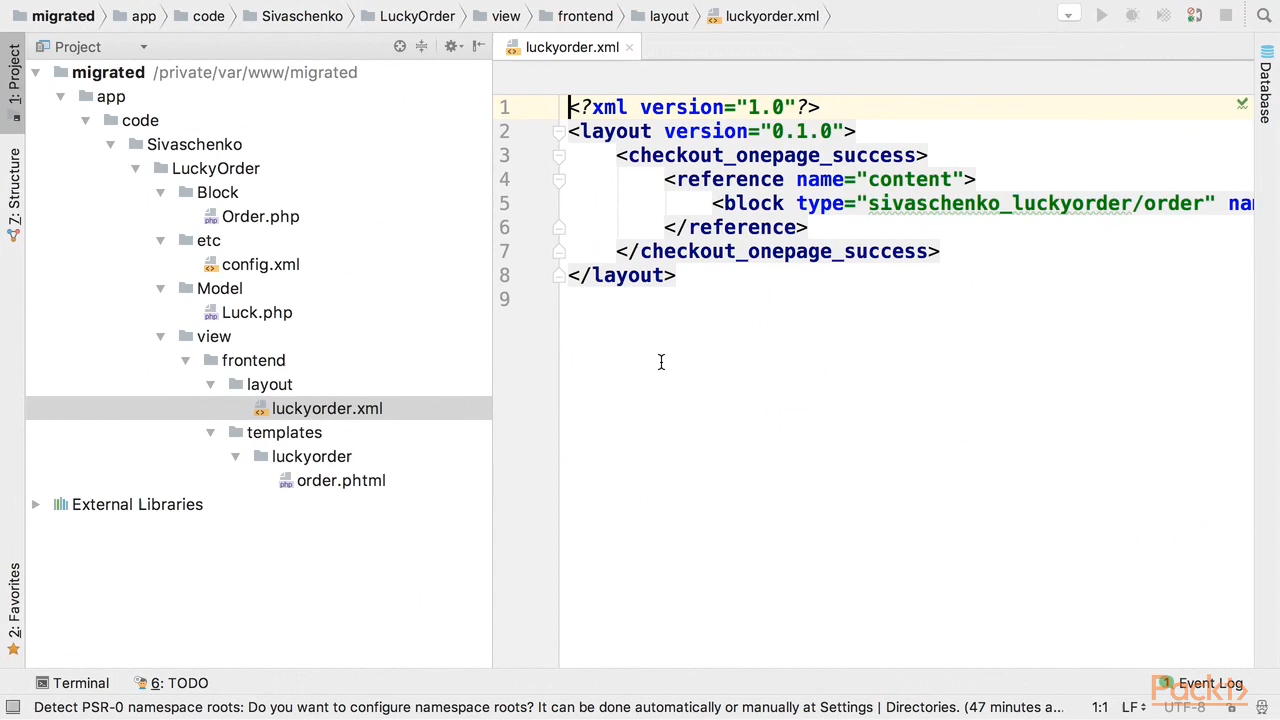 migrated app code Sivaschenko LuckyOrder view frontend layout luckyorder.xml
1: Project
7: Structure
2: Favorites
Project
migrated /private/var/www/migrated
app
code
Sivaschenko
LuckyOrder
Block
Order.php
etc
config.xml
Model
Luck.php
view
frontend
layout
luckyorder.xml
templates
luckyorder
order.phtml
External Libraries
luckyorder.xml
1 <?xml version="1.0"?>
2 <layout version="0.1.0">
3 <checkout_onepage_success>
4 <reference name="content">
5 <block type="sivaschenko_luckyorder/order" nam
6 </reference>
7 </checkout_onepage_success>
8 </layout>
9
Database
Terminal 6: TODO 1 Event Log
Packt>
Detect PSR-0 namespace roots: Do you want to configure namespace roots? It can be done automatically or manually at Settings | Directories. (47 minutes a... 1:1 LF UTF-8